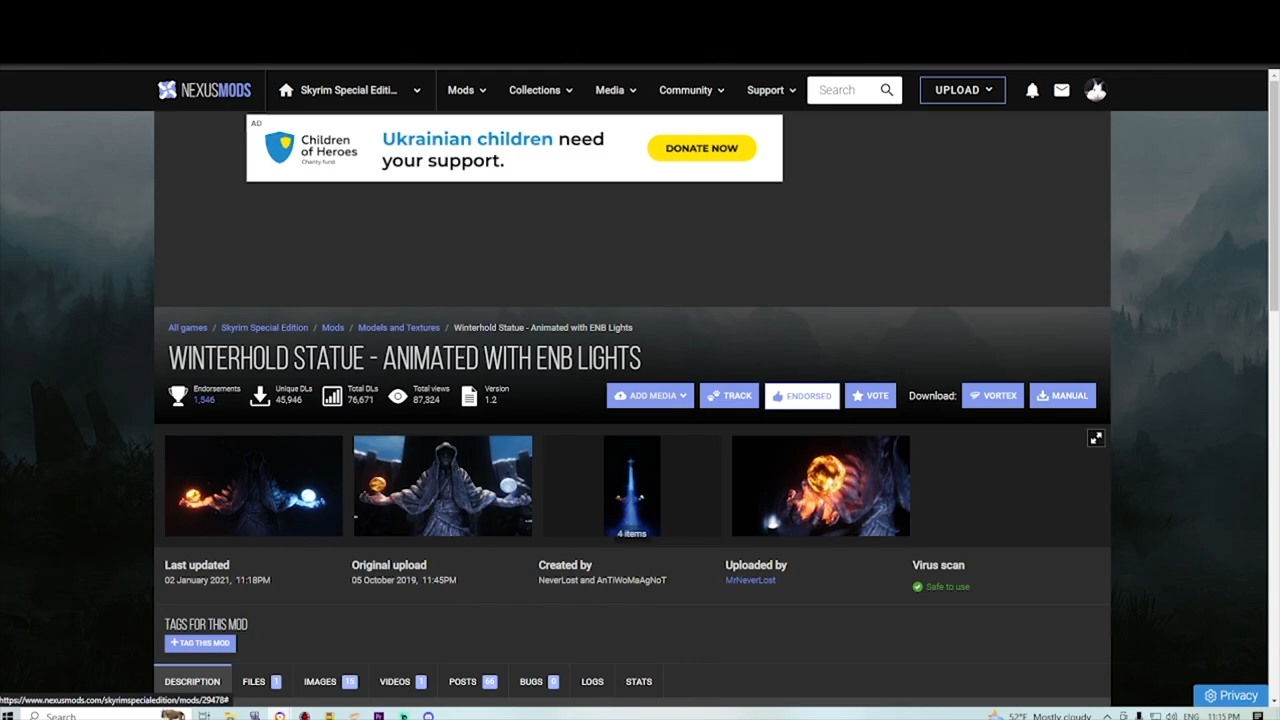 NEXUSMODS
Skyrim Special Editi...
Mods
Collections
Media
Community
Support
Search
UPLOAD
AD
Children
of Heroes
Charity fund
Ukrainian children need
your support.
DONATE NOW
All games / Skyrim Special Edition / Mods / Models and Textures / Winterhold Statue - Animated with ENB Lights
WINTERHOLD STATUE - ANIMATED WITH ENB LIGHTS
Endorsements
1,546
Unique DLs
45,946
Total DLs
76,671
Total views
87,324
Version
1.2
ADD MEDIA
TRACK
ENDORSED
VOTE
Download:
VORTEX
MANUAL
4 items
Last updated
02 January 2021, 11:18PM
Original upload
05 October 2019, 11:45PM
Created by
NeverLost and AnTiWoMaAgNoT
Uploaded by
MrNeverLost
Virus scan
Safe to use
TAGS FOR THIS MOD
+ TAG THIS MOD
DESCRIPTION
FILES 1
IMAGES 15
VIDEOS 1
POSTS 66
BUGS 0
LOGS
STATS
https://www.nexusmods.com/skyrimspecialedition/mods/29478#
Privacy
Search
52°F Mostly cloudy
ENG
11:15 PM